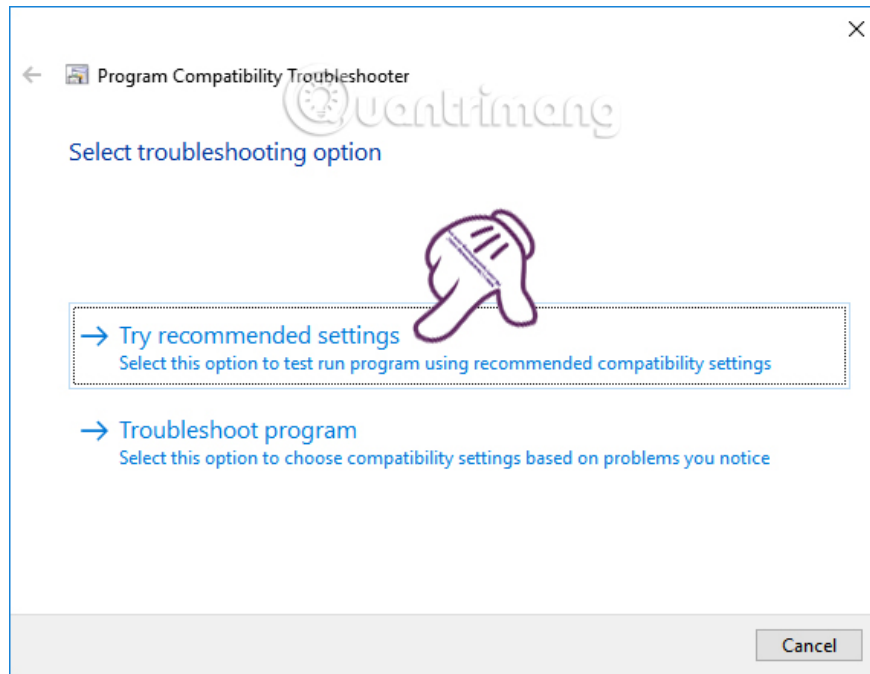 Program Compatibility Troubleshooter
Quantrimang
Select troubleshooting option
Try recommended settings
Select this option to test run program using recommended compatibility settings
Troubleshoot program
Select this option to choose compatibility settings based on problems you notice
Cancel